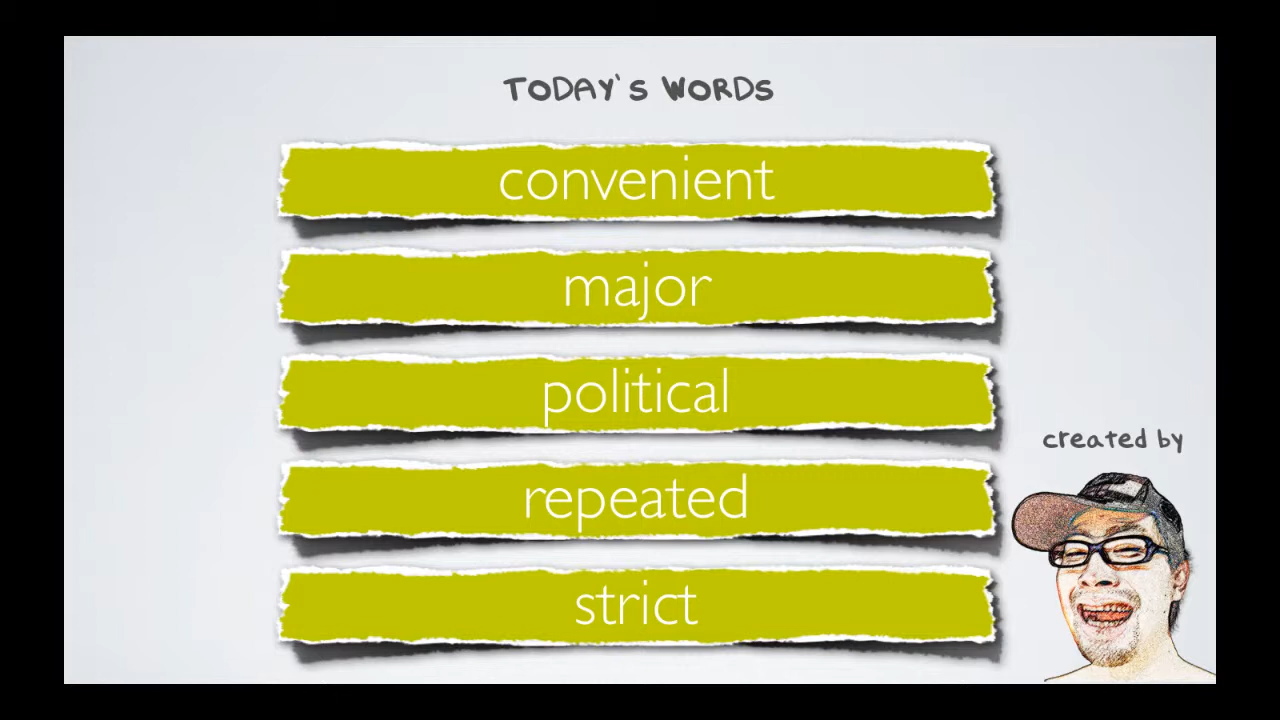 TODAY'S WORDS
convenient
major
political
repeated
strict
created by